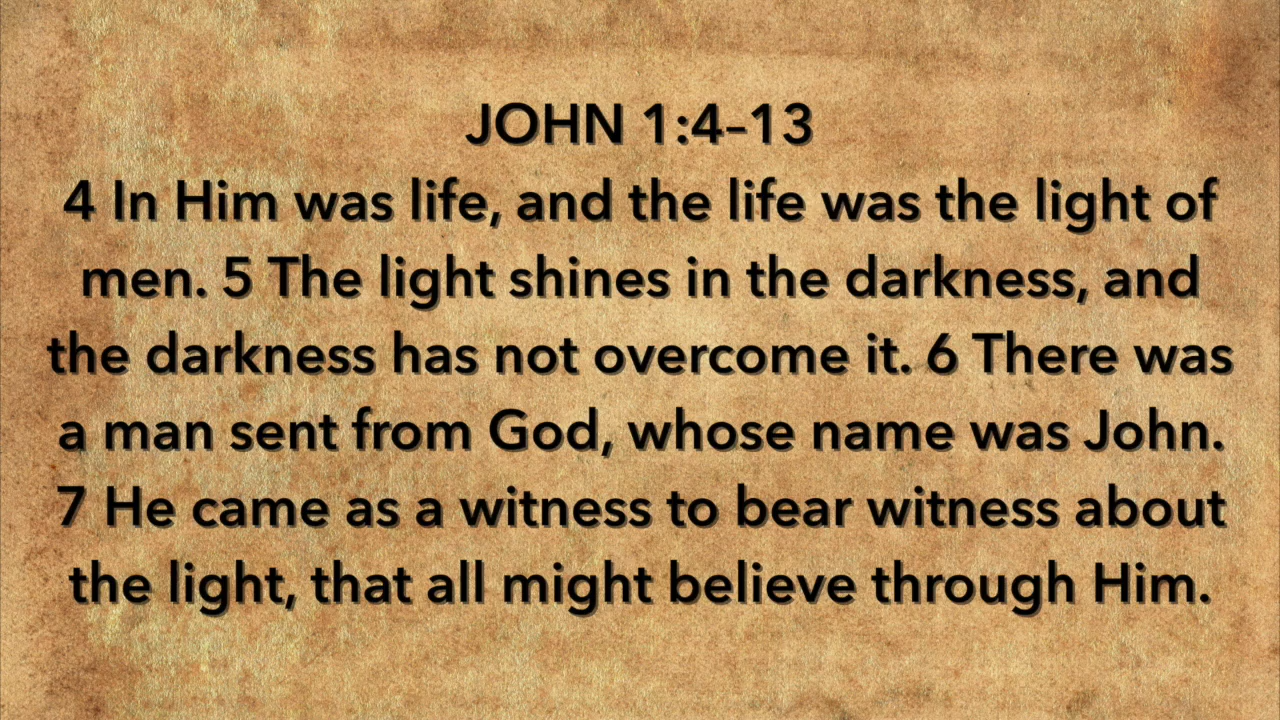 JOHN 1:4–13
4 In Him was life, and the life was the light of
men. 5 The light shines in the darkness, and
the darkness has not overcome it. 6 There was
a man sent from God, whose name was John.
7 He came as a witness to bear witness about
the light, that all might believe through Him.